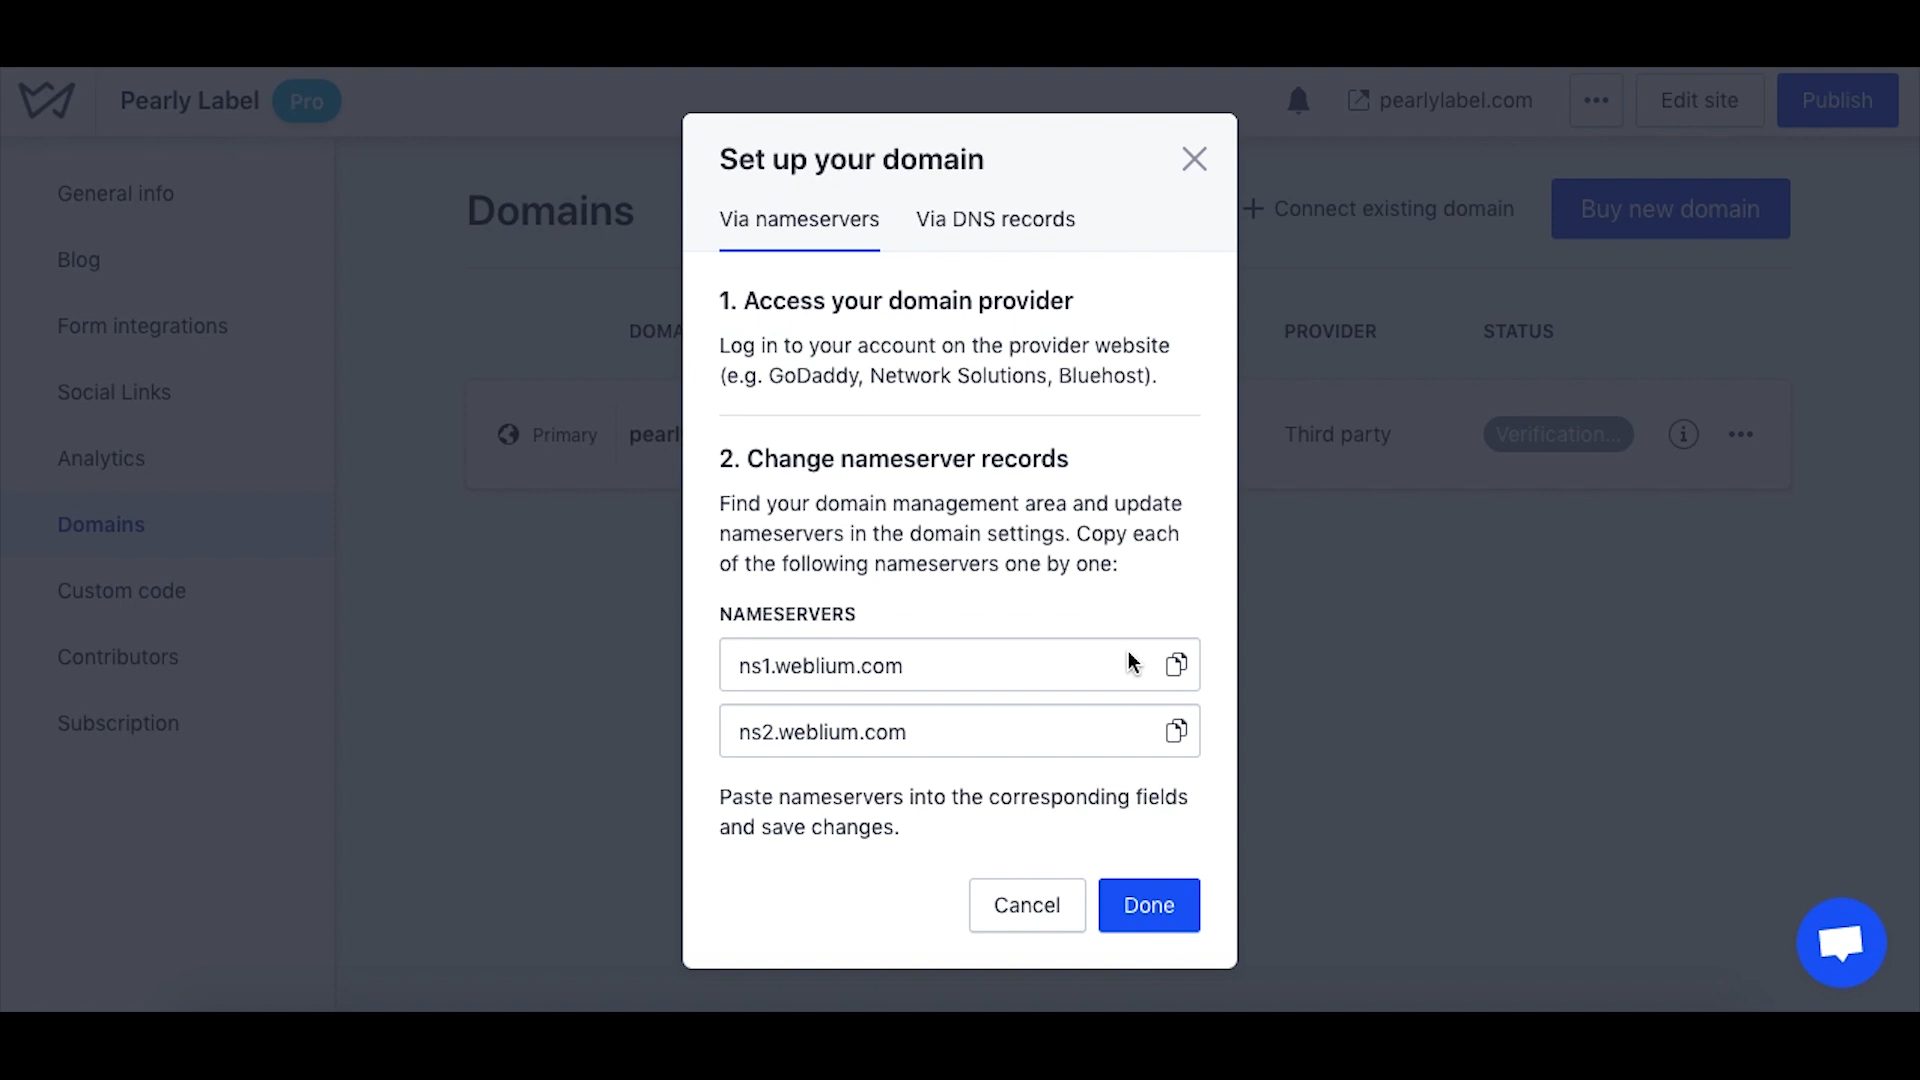 Pearly Label Pro
pearlylabel.com ••• Edit site Publish
General info
Blog
Form integrations
Social Links
Analytics
Domains
Custom code
Contributors
Subscription
Domains
+ Connect existing domain Buy new domain
DOMA PROVIDER STATUS
Primary pearl Third party Verification... •••
Set up your domain
Via nameservers Via DNS records
1. Access your domain provider
Log in to your account on the provider website
(e.g. GoDaddy, Network Solutions, Bluehost).
2. Change nameserver records
Find your domain management area and update
nameservers in the domain settings. Copy each
of the following nameservers one by one:
NAMESERVERS
ns1.weblium.com
ns2.weblium.com
Paste nameservers into the corresponding fields
and save changes.
Cancel Done